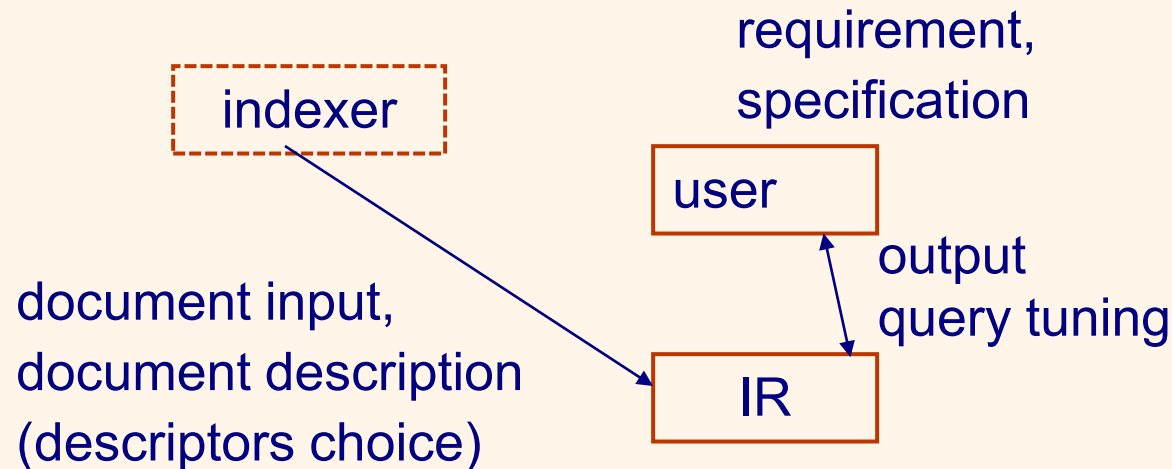 requirement,
specification
indexer
user
output
query tuning
document input,
document description
(descriptors choice)
IR